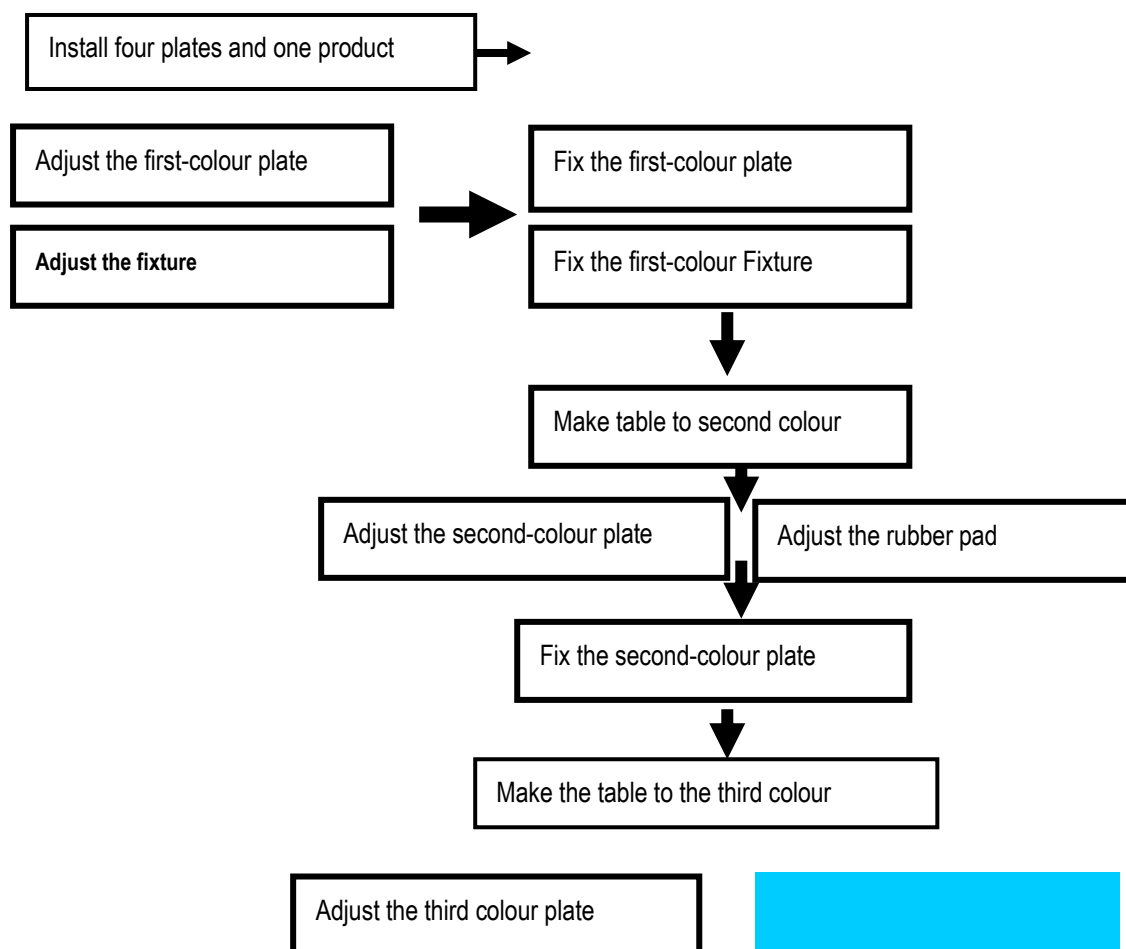 Install four plates and one product
Adjust the first-colour plate
Fix the first-colour plate
Adjust the fixture
Fix the first-colour Fixture
Make table to second colour
Adjust the second-colour plate
Adjust the rubber pad
Fix the second-colour plate
Make the table to the third colour
Adjust the third colour plate